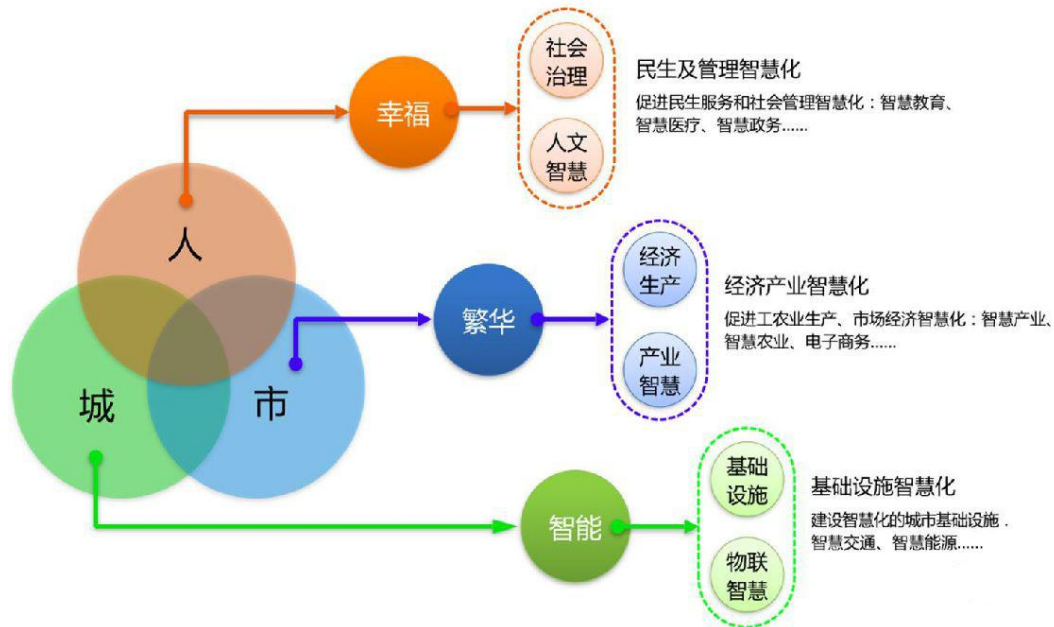 社会
治理
民生及管理智慧化
幸福
促进民生服务和社会管理智慧化：智慧教育、
智慧医疗、智慧政务......
人文
智慧
人
经济
生产
经济产业智慧化
繁华
促进工农业生产、市场经济智慧化：智慧产业、
智慧农业、电子商务......
产业
智慧
城
市
基础
设施
基础设施智慧化
智能
建设智慧化的城市基础设施．
智慧交通、智慧能源......
物联
智慧